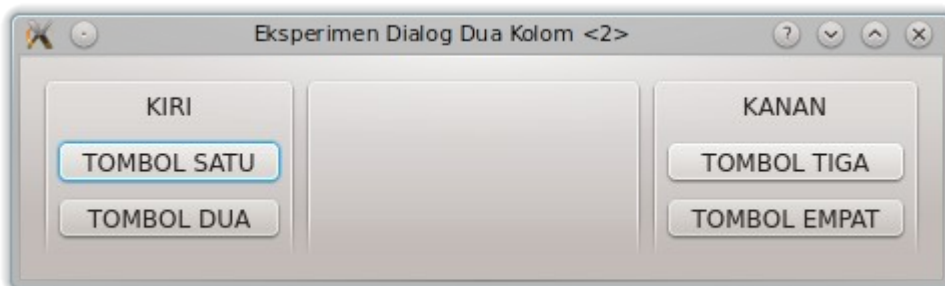 Eksperimen Dialog Dua Kolom <2>
KIRI
TOMBOL SATU
TOMBOL DUA
KANAN
TOMBOL TIGA
TOMBOL EMPAT